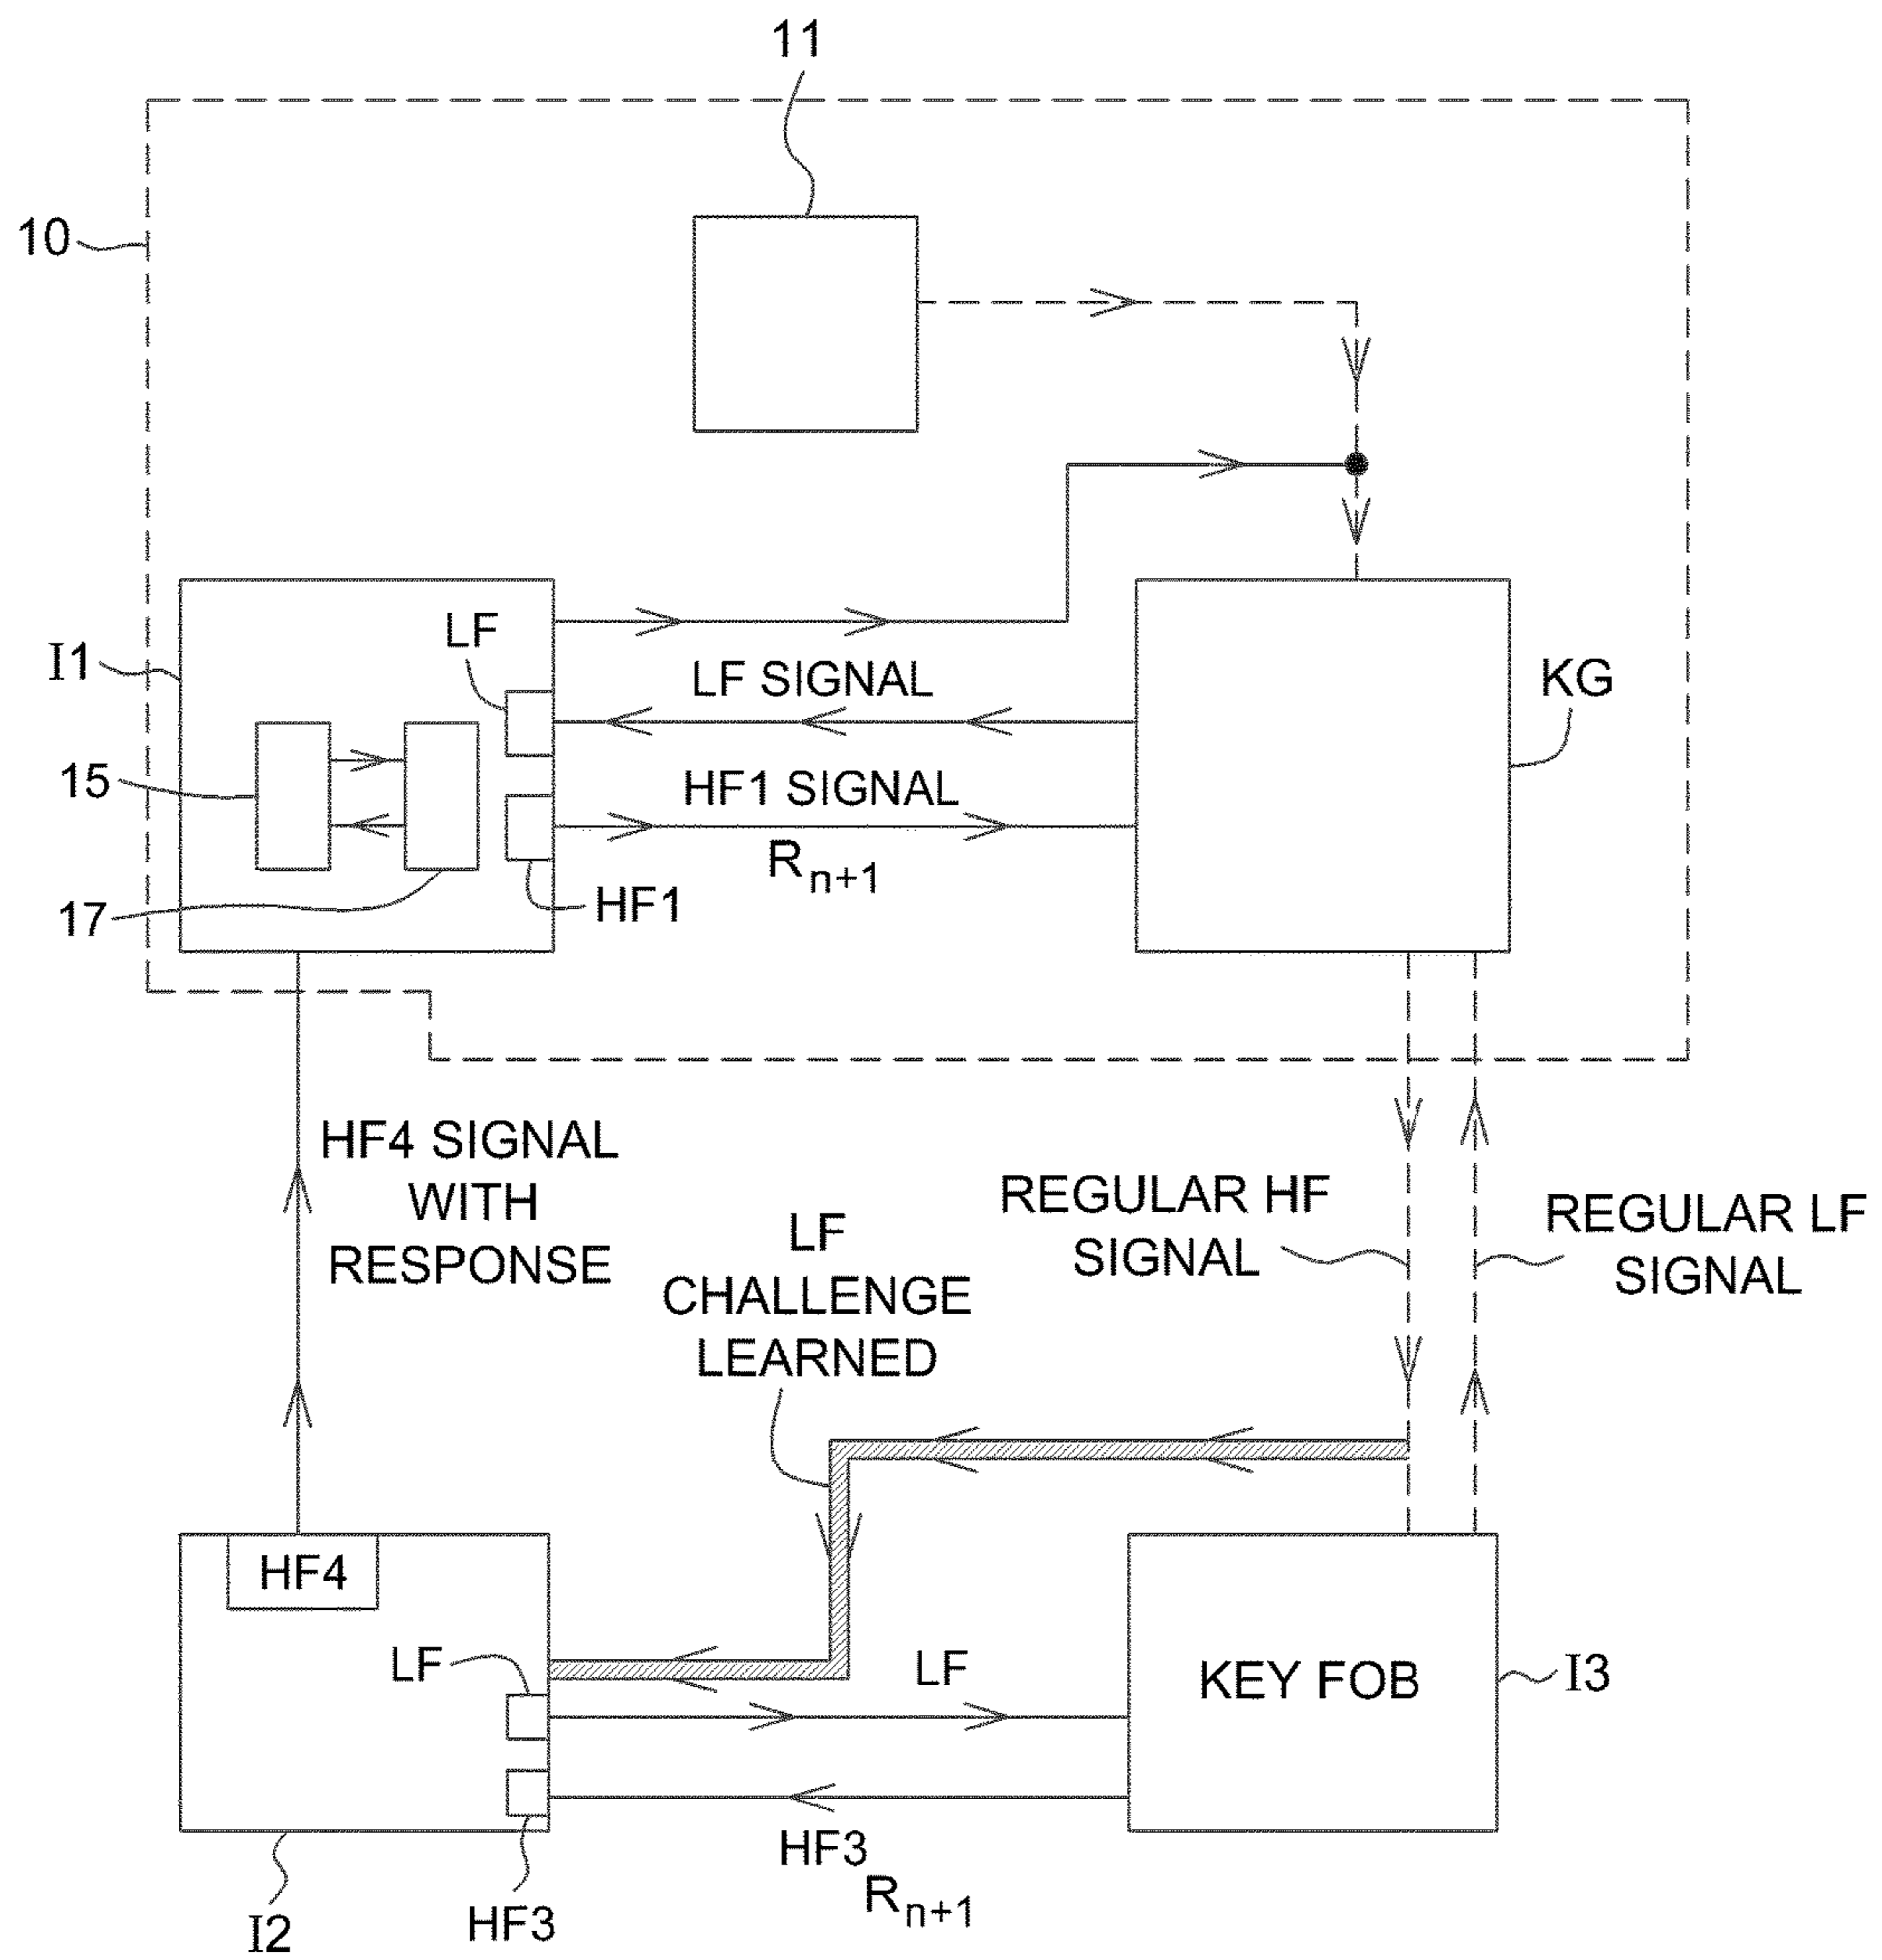 11
10
I1
LF
LF SIGNAL
KG
15
HF1 SIGNAL
Rn+1
17
HF1
HF4 SIGNAL
WITH
RESPONSE
LF
CHALLENGE
LEARNED
REGULAR HF
SIGNAL
REGULAR LF
SIGNAL
HF4
LF
LF
KEY FOB
I3
HF3
Rn+1
I2
HF3